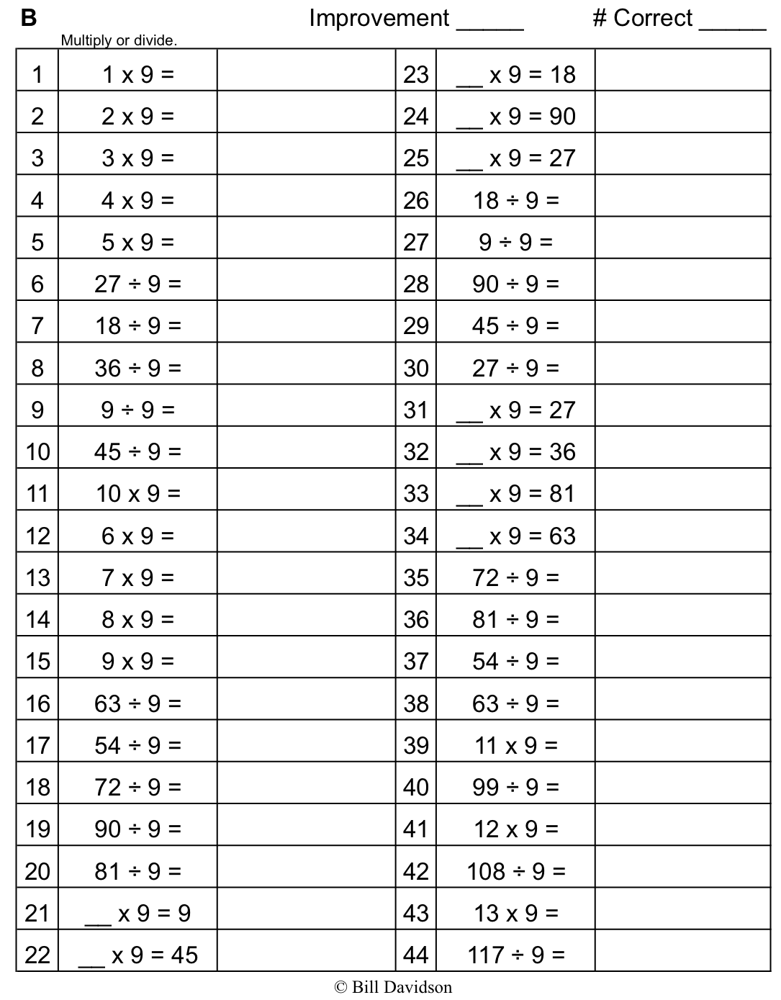 B Improvement _____ # Correct _____
Multiply or divide.
1 1 x 9 = 23 __ x 9 = 18
2 2 x 9 = 24 __ x 9 = 90
3 3 x 9 = 25 __ x 9 = 27
4 4 x 9 = 26 18 ÷ 9 =
5 5 x 9 = 27 9 ÷ 9 =
6 27 ÷ 9 = 28 90 ÷ 9 =
7 18 ÷ 9 = 29 45 ÷ 9 =
8 36 ÷ 9 = 30 27 ÷ 9 =
9 9 ÷ 9 = 31 __ x 9 = 27
10 45 ÷ 9 = 32 __ x 9 = 36
11 10 x 9 = 33 __ x 9 = 81
12 6 x 9 = 34 __ x 9 = 63
13 7 x 9 = 35 72 ÷ 9 =
14 8 x 9 = 36 81 ÷ 9 =
15 9 x 9 = 37 54 ÷ 9 =
16 63 ÷ 9 = 38 63 ÷ 9 =
17 54 ÷ 9 = 39 11 x 9 =
18 72 ÷ 9 = 40 99 ÷ 9 =
19 90 ÷ 9 = 41 12 x 9 =
20 81 ÷ 9 = 42 108 ÷ 9 =
21 __ x 9 = 9 43 13 x 9 =
22 __ x 9 = 45 44 117 ÷ 9 =
© Bill Davidson